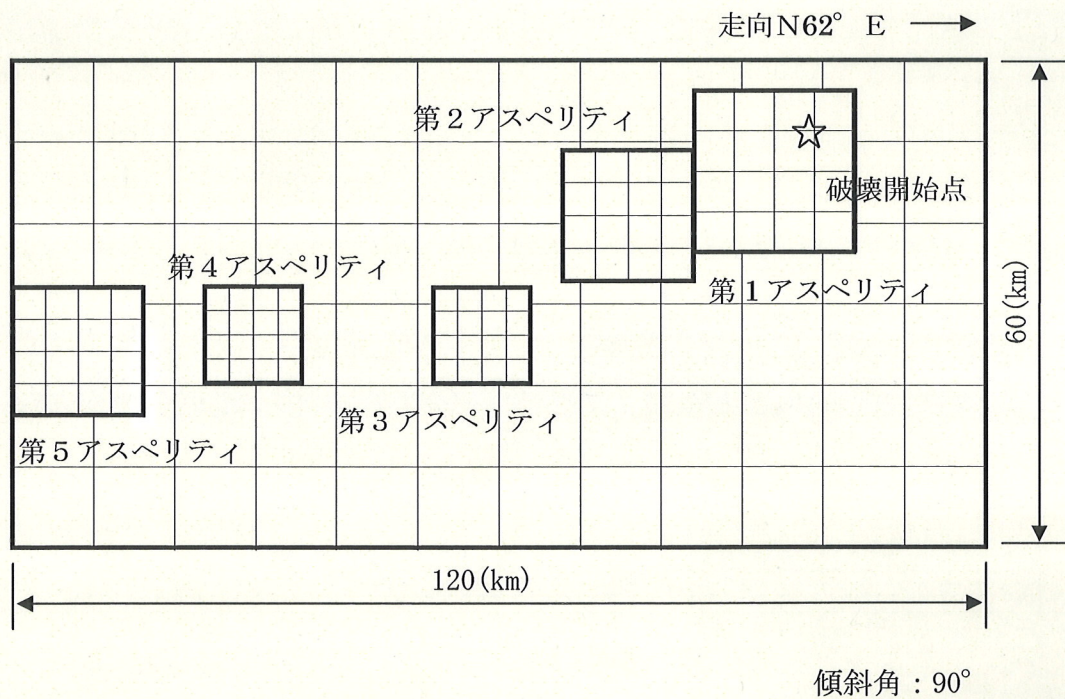 走向N62° E
第2アスペリティ
破壊開始点
第4アスペリティ
第1アスペリティ
60(km)
第3アスペリティ
第5アスペリティ
120(km)
傾斜角：90°